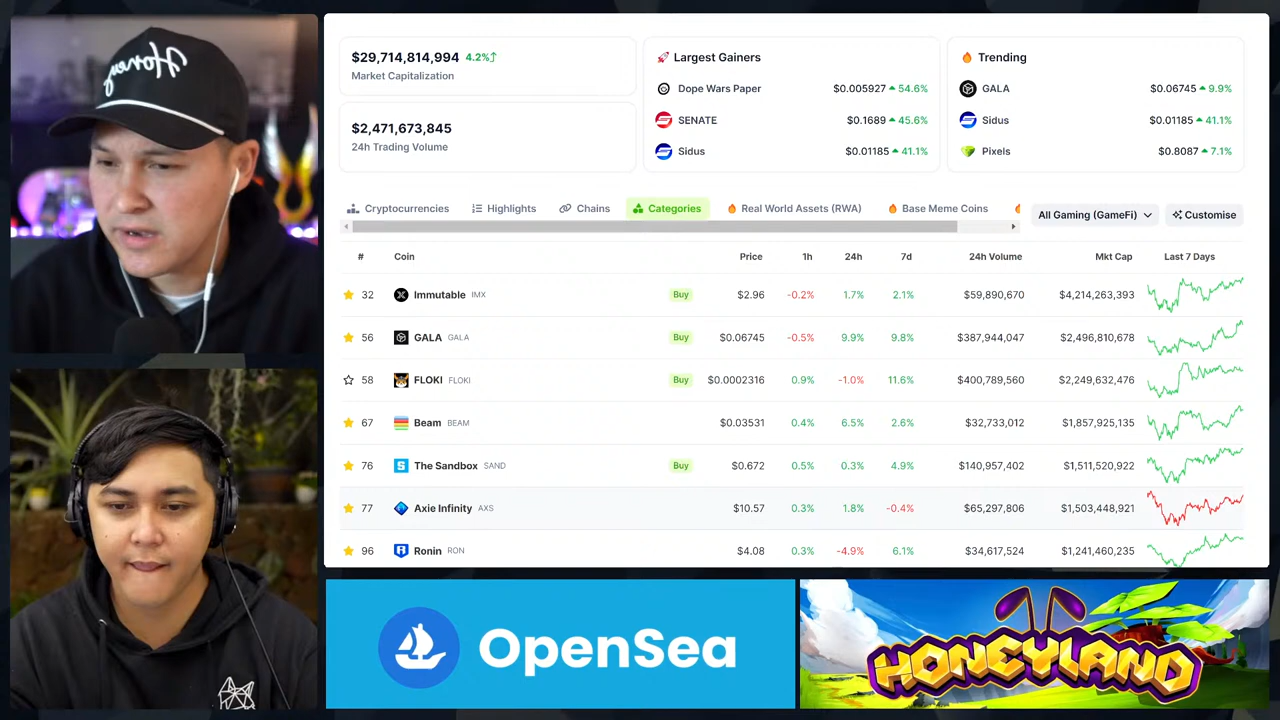 Honey
$29,714,814,994 4.2%
Market Capitalization
$2,471,673,845
24h Trading Volume
Largest Gainers
Dope Wars Paper $0.005927 54.6%
SENATE $0.1689 45.6%
Sidus $0.01185 41.1%
Trending
GALA $0.06745 9.9%
Sidus $0.01185 41.1%
Pixels $0.8087 7.1%
Cryptocurrencies Highlights Chains Categories Real World Assets (RWA) Base Meme Coins All Gaming (GameFi) Customise
# Coin Price 1h 24h 7d 24h Volume Mkt Cap Last 7 Days
32 Immutable IMX Buy $2.96 -0.2% 1.7% 2.1% $59,890,670 $4,214,263,393
56 GALA GALA Buy $0.06745 -0.5% 9.9% 9.8% $387,944,047 $2,496,810,678
58 FLOKI FLOKI Buy $0.0002316 0.9% -1.0% 11.6% $400,789,560 $2,249,632,476
67 Beam BEAM $0.03531 0.4% 6.5% 2.6% $32,733,012 $1,857,925,135
76 The Sandbox SAND Buy $0.672 0.5% 0.3% 4.9% $140,957,402 $1,511,520,922
77 Axie Infinity AXS $10.57 0.3% 1.8% -0.4% $65,297,806 $1,503,448,921
96 Ronin RON $4.08 0.3% -4.9% 6.1% $34,617,524 $1,241,460,235
OpenSea
HONEYLAND